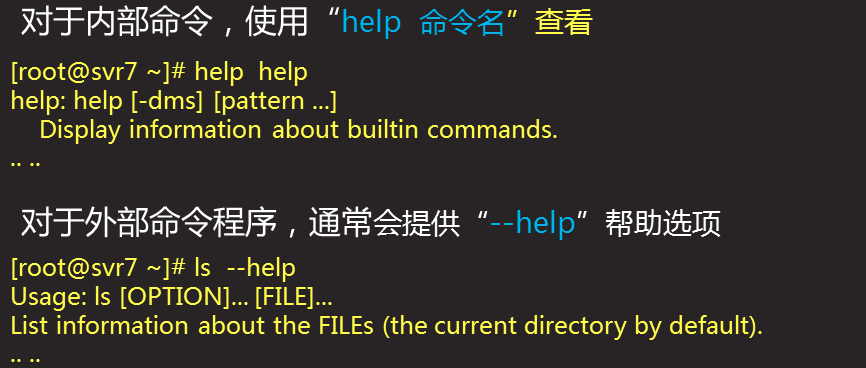 对于内部命令，使用“help 命令名”查看
[root@svr7 ~]# help  help
help: help [-dms] [pattern ...]
    Display information about builtin commands.
.. ..
对于外部命令程序，通常会提供“--help”帮助选项
[root@svr7 ~]# ls  --help
Usage: ls [OPTION]... [FILE]...
List information about the FILEs (the current directory by default).
.. ..